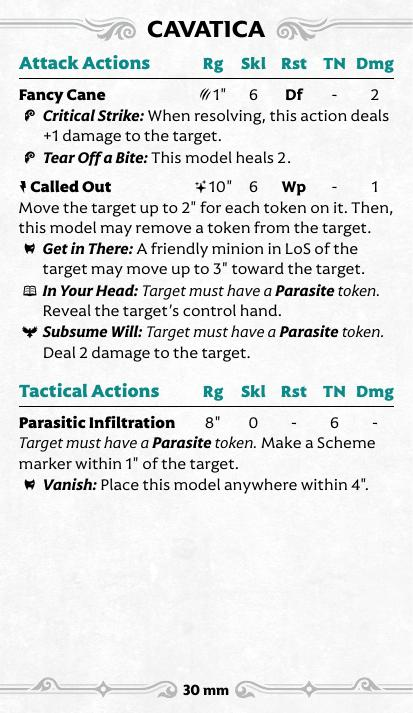 CAVATICA
Attack Actions Rg Skl Rst TN Dmg
Fancy Cane 1" 6 Df - 2
Critical Strike: When resolving, this action deals
+1 damage to the target.
Tear Off a Bite: This model heals 2.
Called Out 10" 6 Wp - 1
Move the target up to 2" for each token on it. Then,
this model may remove a token from the target.
Get in There: A friendly minion in LoS of the
target may move up to 3" toward the target.
In Your Head: Target must have a Parasite token.
Reveal the target's control hand.
Subsume Will: Target must have a Parasite token.
Deal 2 damage to the target.
Tactical Actions Rg Skl Rst TN Dmg
Parasitic Infiltration 8" 0 - 6 -
Target must have a Parasite token. Make a Scheme
marker within 1" of the target.
Vanish: Place this model anywhere within 4".
30 mm